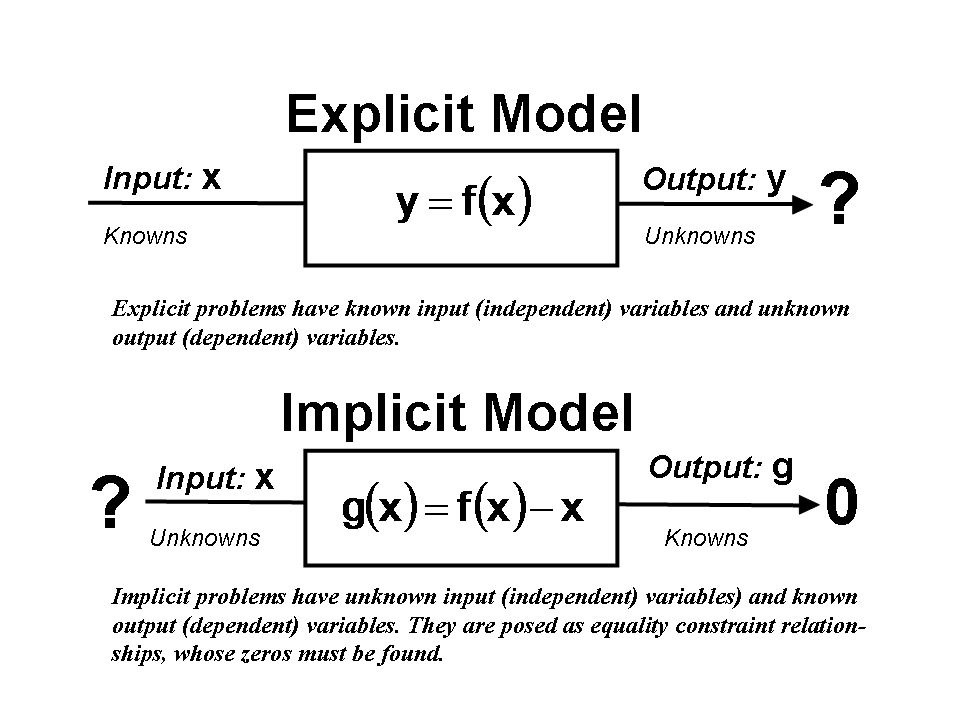 Explicit Model
Input: x
Knowns
y = f(x)
Output: y
Unknowns
?
Explicit problems have known input (independent) variables and unknown
output (dependent) variables.
Implicit Model
?
Input: x
Unknowns
g(x) = f(x) – x
Output: g
Knowns
0
Implicit problems have unknown input (independent) variables) and known
output (dependent) variables. They are posed as equality constraint relation-
ships, whose zeros must be found.